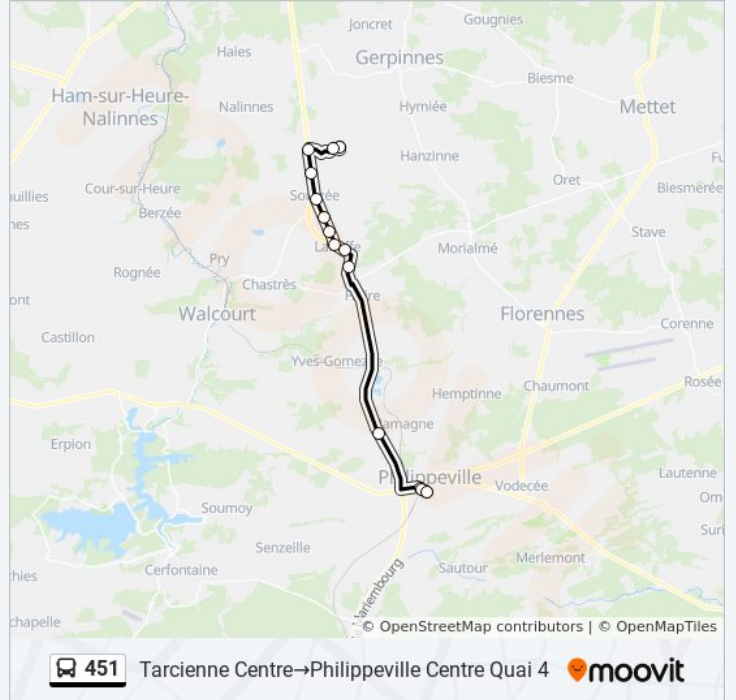 Joncret
Gougnies
Haies
Gerpinnes
Biesme
Ham-sur-Heure-
Nalinnes
Nalinnes
Hymiée
Mettet
Hanzinne
Oret
Biesmerée
Cour-sur-Heure
Berzée
Stave
Morialmé
Pry
Rognée
Chastrès
Walcourt
Florennes
Corenne
Castillon
Yves-Gomezée
Rosée
Chaumont
Hemptinne
Jamagne
Erpion
Philippeville
Lautenne
Vodecée
Soumoy
Senzeille
Merlemont
Sautour
Cerfontaine
© OpenStreetMap contributors | © OpenMapTiles
451 Tarcienne Centre→Philippeville Centre Quai 4 moovit